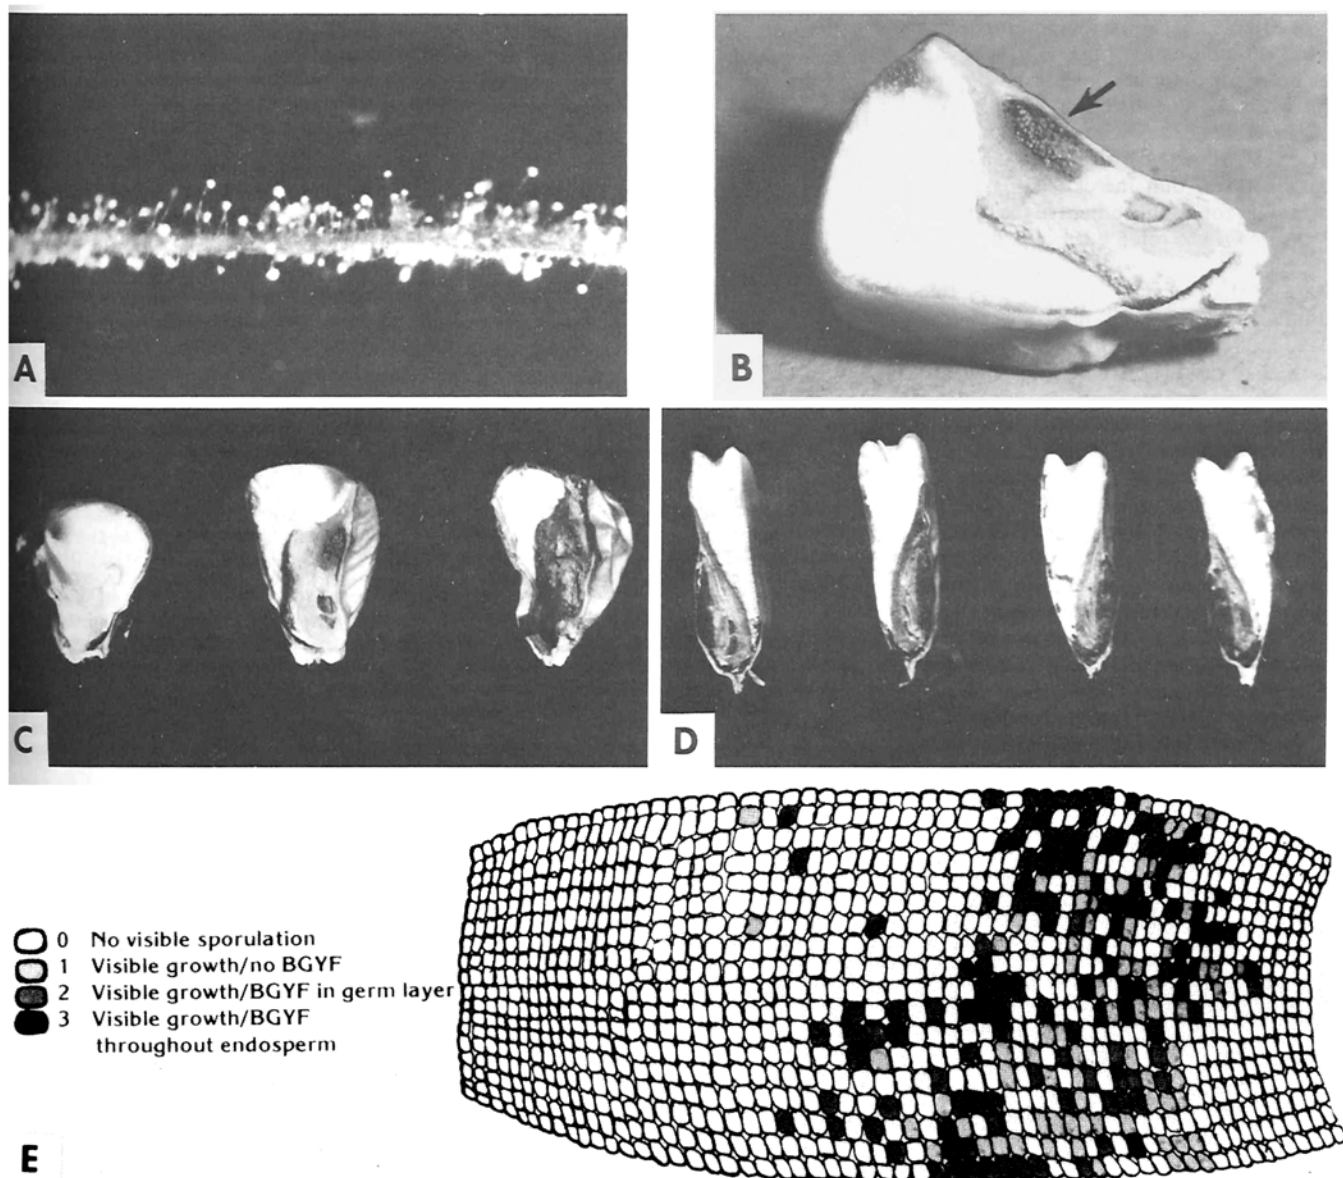 A
B
C
D
0 No visible sporulation
1 Visible growth/no BGYF
2 Visible growth/BGYF in germ layer
3 Visible growth/BGYF
throughout endosperm
E